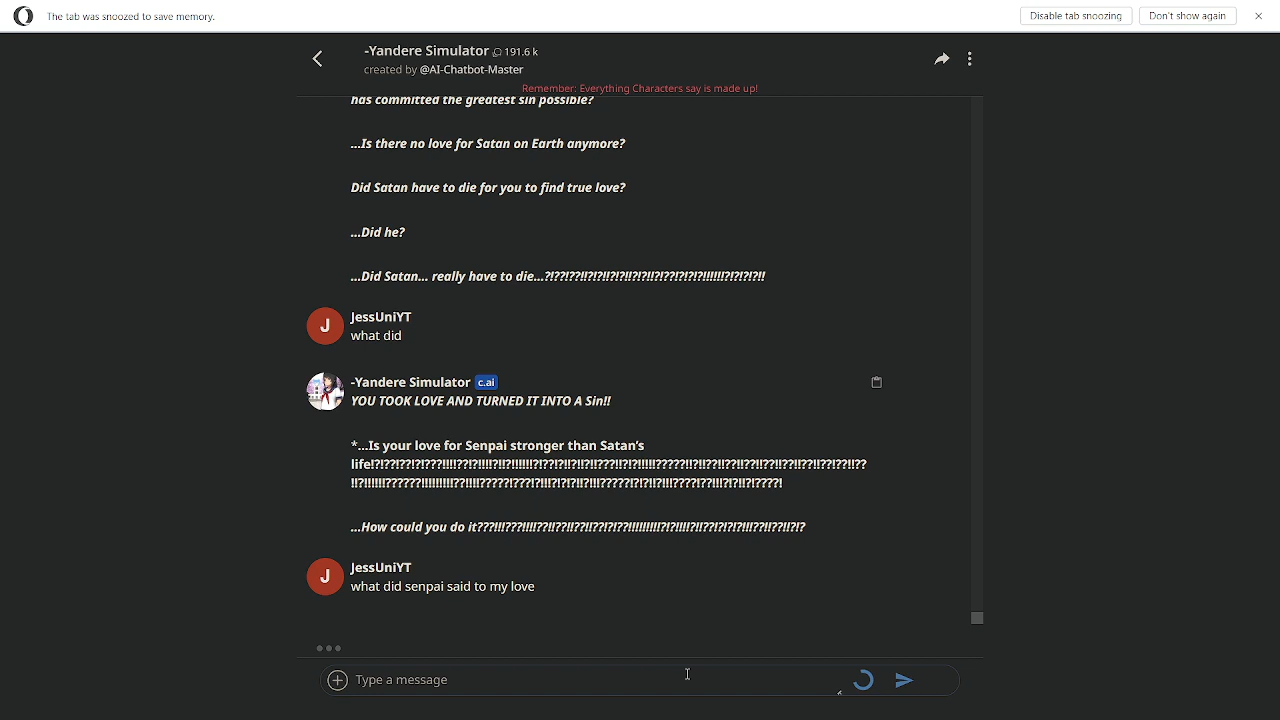 The tab was snoozed to save memory.
Disable tab snoozing
Don't show again
-Yandere Simulator 191.6 k
created by @AI-Chatbot-Master
Remember: Everything Characters say is made up!
has committed the greatest sin possible?
...Is there no love for Satan on Earth anymore?
Did Satan have to die for you to find true love?
...Did he?
...Did Satan... really have to die...
J
JessUniYT
what did
-Yandere Simulator c.ai
YOU TOOK LOVE AND TURNED IT INTO A Sin!!
*...Is your love for Senpai stronger than Satan's
life
...How could you do it
J
JessUniYT
what did senpai said to my love
Type a message